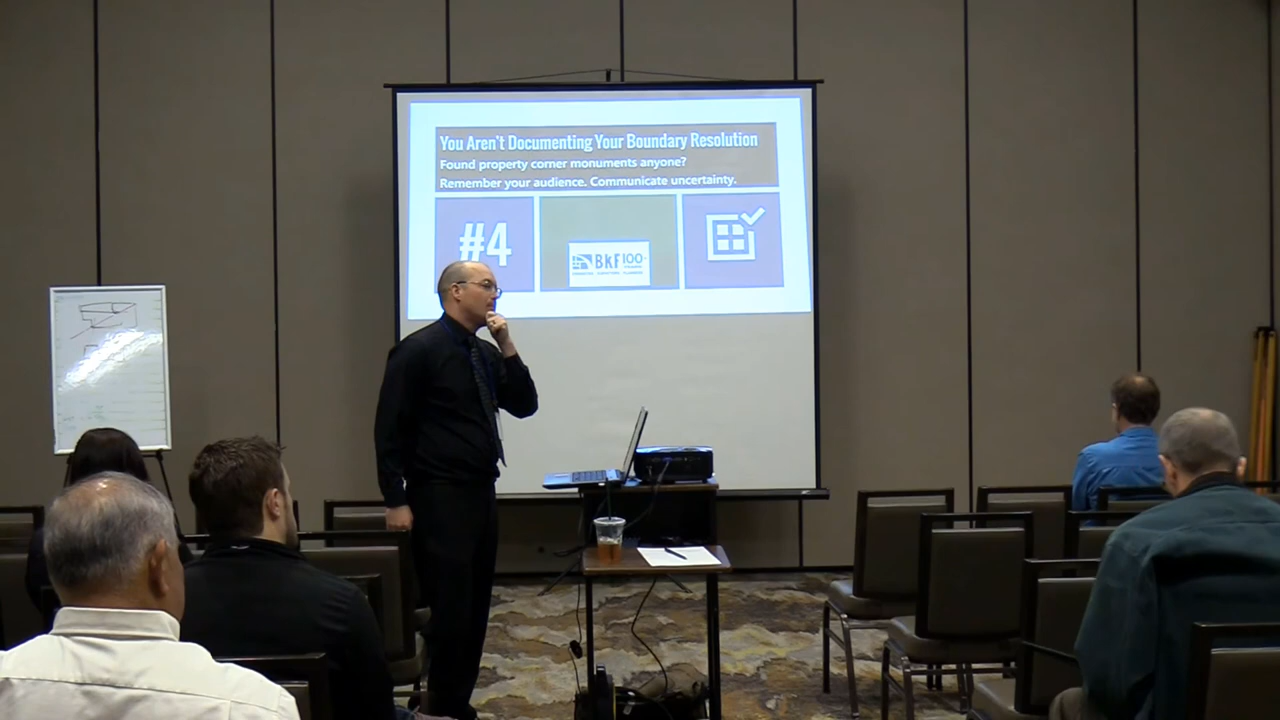 You Aren't Documenting Your Boundary Resolution
Found property corner monuments anyone?
Remember your audience. Communicate uncertainty.
#4
BKF 100